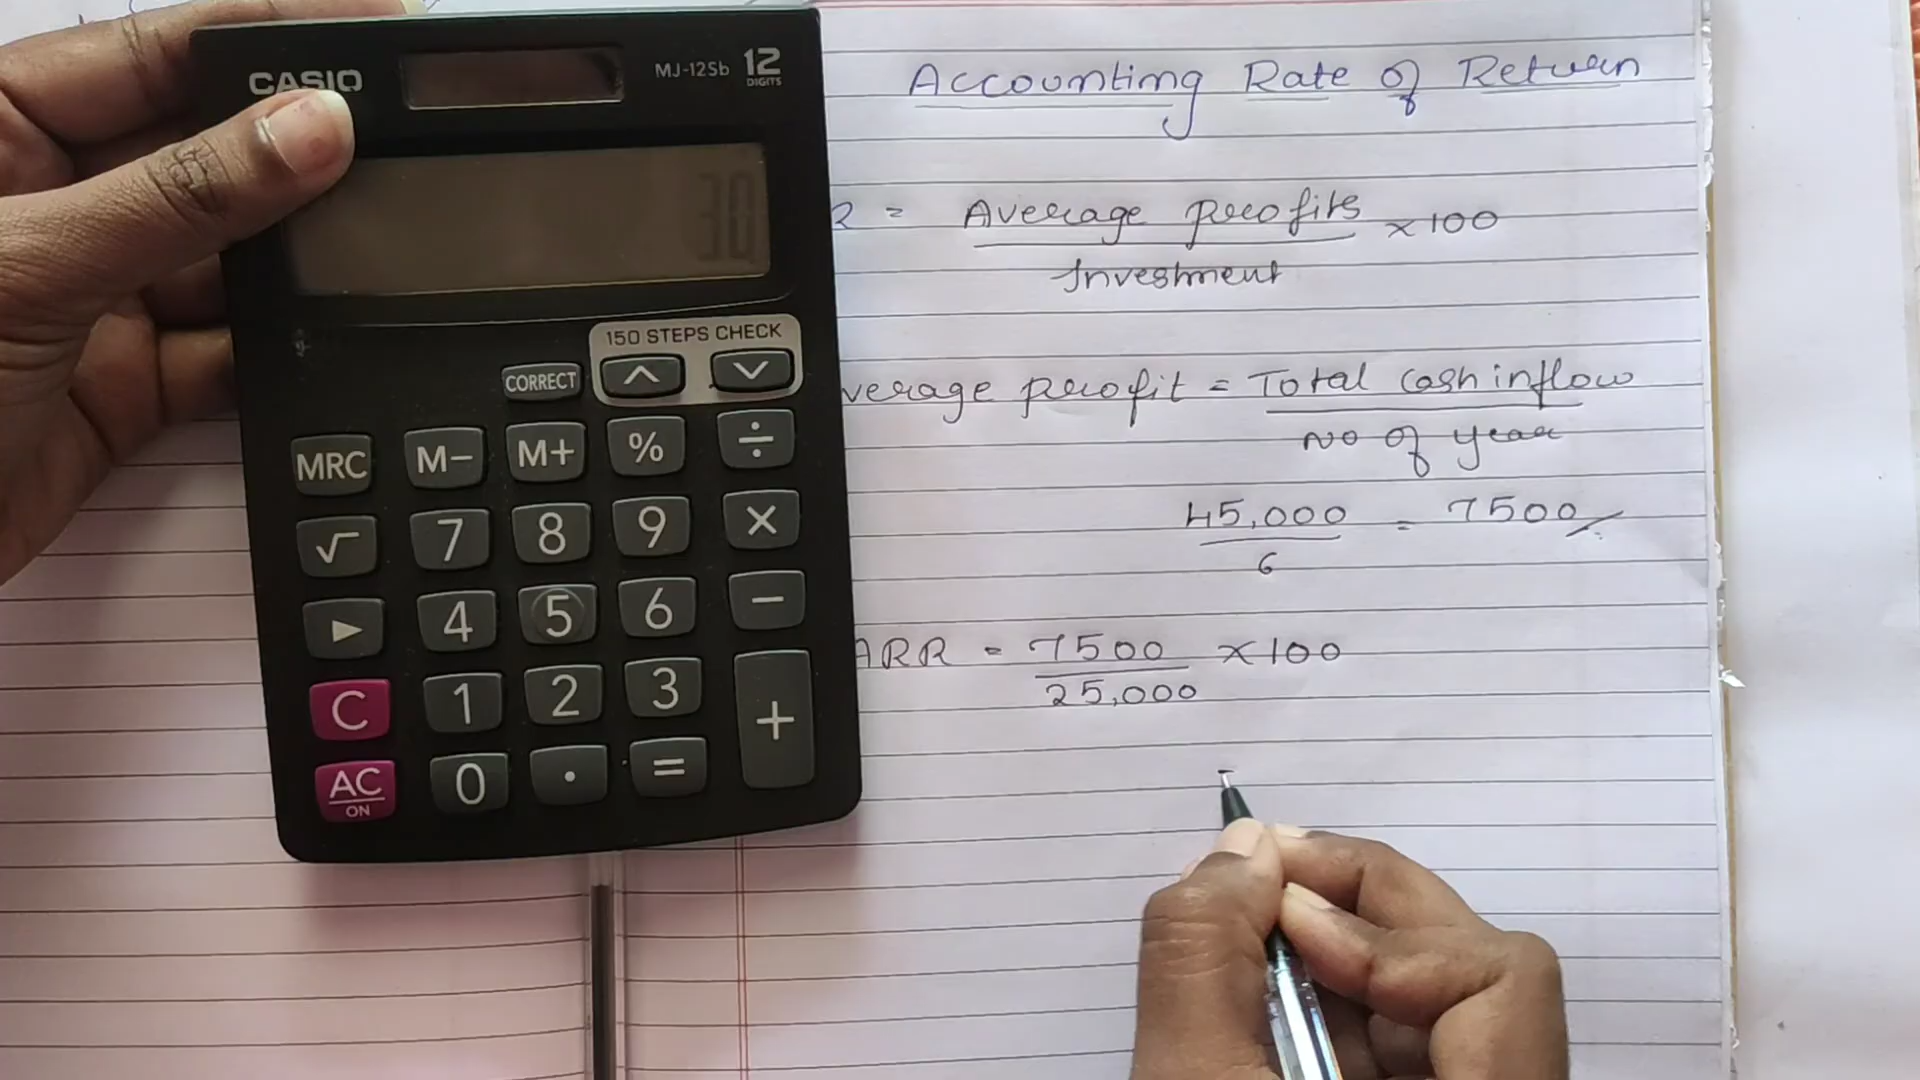 CASIO
MJ-12Sb 12
DIGITS
30
150 STEPS CHECK
CORRECT
MRC M− M+ % ÷
√ 7 8 9 ×
► 4 5 6 −
C 1 2 3 +
AC
ON
0 · =
Accounting Rate of Return
R = Average profits × 100
Investment
verage profit = Total cash inflow
No of year
45,000 = 7500
6
ARR = 7500 × 100
25,000